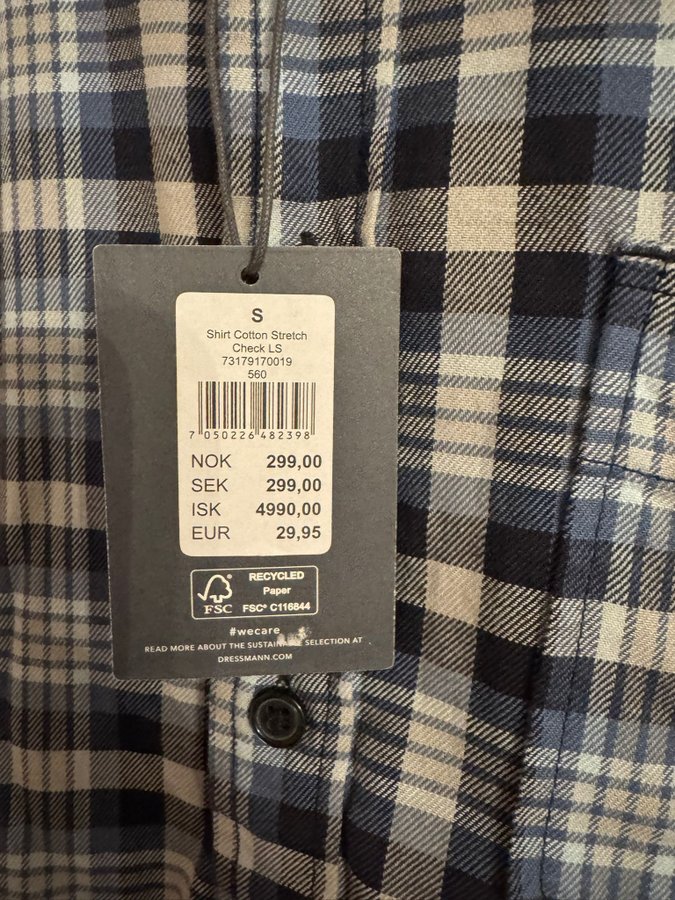 S
Shirt Cotton Stretch
Check LS
73179170019
560
7 050226 482398
NOK 299,00
SEK 299,00
ISK 4990,00
EUR 29,95
FSC
RECYCLED
Paper
FSC® C116844
#wecare
READ MORE ABOUT THE SUSTAINABLE SELECTION AT
DRESSMANN.COM